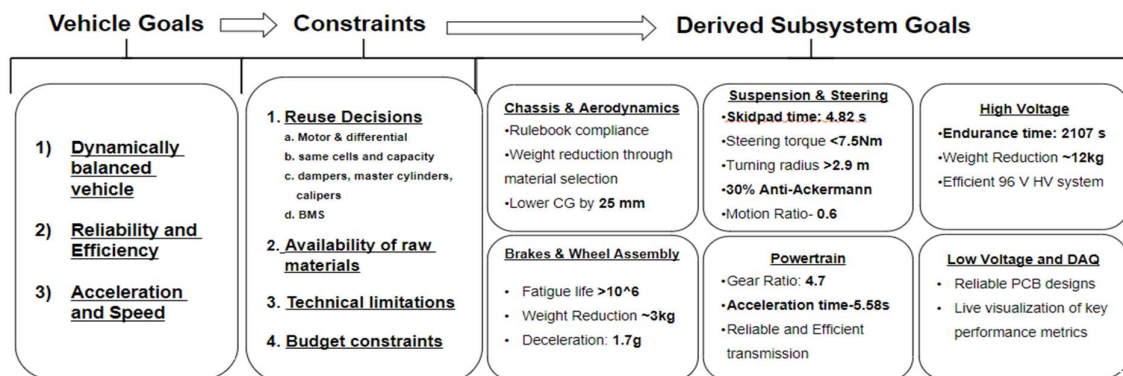 Vehicle Goals
Constraints
Derived Subsystem Goals
1) Dynamically
balanced
vehicle
2) Reliability and
Efficiency
3) Acceleration
and Speed
1. Reuse Decisions
a. Motor & differential
b. same cells and capacity
c. dampers, master cylinders,
calipers
d. BMS
2. Availability of raw
materials
3. Technical limitations
4. Budget constraints
Chassis & Aerodynamics
•Rulebook compliance
•Weight reduction through
material selection
•Lower CG by 25 mm
Suspension & Steering
•Skidpad time: 4.82 s
•Steering torque <7.5Nm
•Turning radius >2.9 m
•30% Anti-Ackermann
•Motion Ratio- 0.6
High Voltage
•Endurance time: 2107 s
•Weight Reduction ~12kg
•Efficient 96 V HV system
Brakes & Wheel Assembly
• Fatigue life >10^6
• Weight Reduction ~3kg
• Deceleration: 1.7g
Powertrain
•Gear Ratio: 4.7
•Acceleration time-5.58s
•Reliable and Efficient
transmission
Low Voltage and DAQ
• Reliable PCB designs
• Live visualization of key
performance metrics